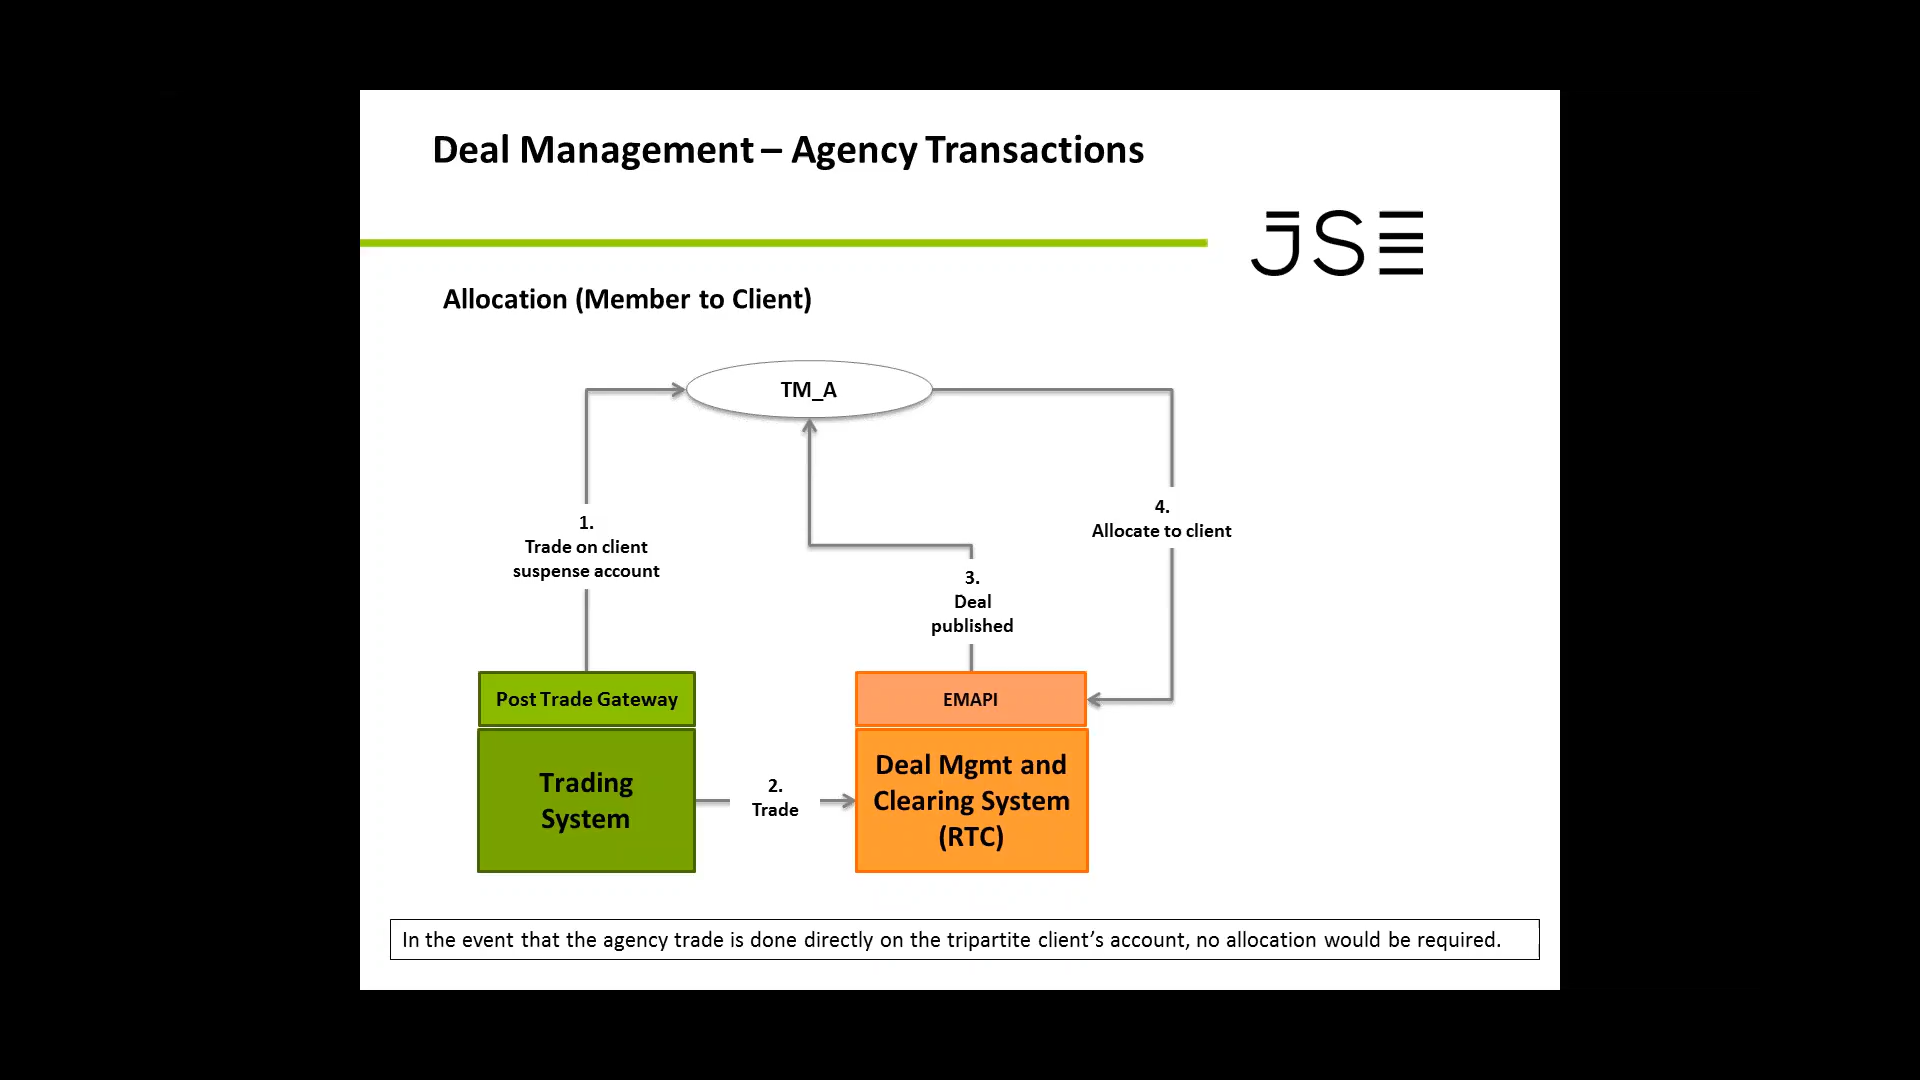 Deal Management – Agency Transactions
JSE
Allocation (Member to Client)
TM_A
1.
Trade on client
suspense account
4.
Allocate to client
3.
Deal
published
Post Trade Gateway
EMAPI
Trading
System
2.
Trade
Deal Mgmt and
Clearing System
(RTC)
In the event that the agency trade is done directly on the tripartite client’s account, no allocation would be required.